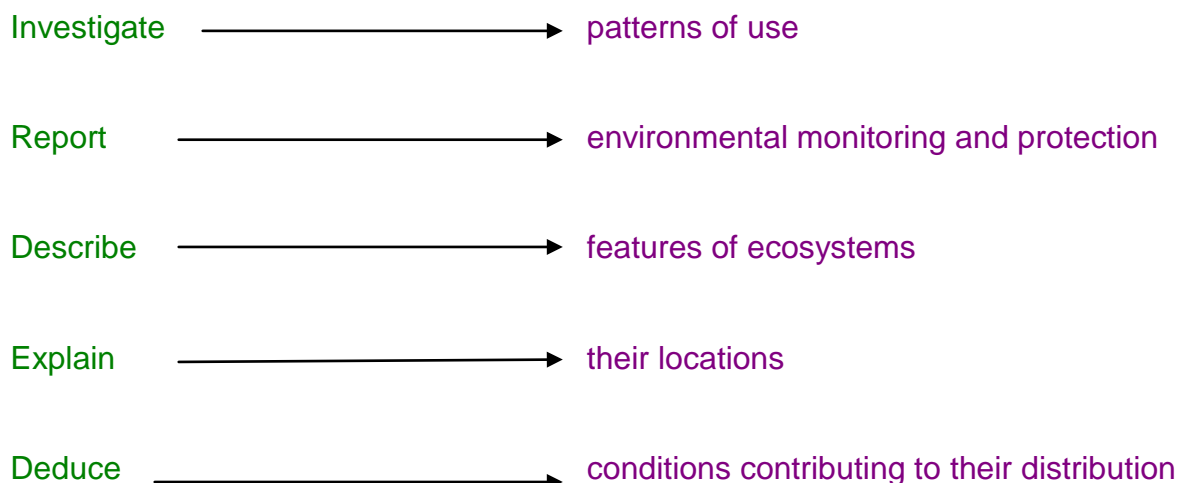 Investigate patterns of use
Report environmental monitoring and protection
Describe features of ecosystems
Explain their locations
Deduce conditions contributing to their distribution